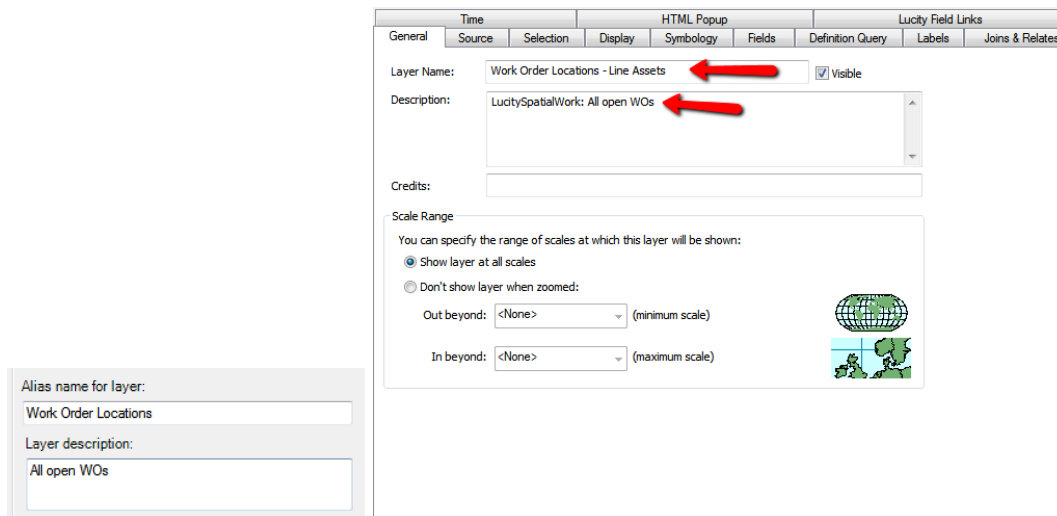 Time HTML Popup Lucity Field Links
General Source Selection Display Symbology Fields Definition Query Labels Joins & Relates
Layer Name: Work Order Locations - Line Assets Visible
Description: LucitySpatialWork: All open WOs
Credits:
Scale Range
You can specify the range of scales at which this layer will be shown:
Show layer at all scales
Don't show layer when zoomed:
Out beyond: <None> (minimum scale)
In beyond: <None> (maximum scale)
Alias name for layer:
Work Order Locations
Layer description:
All open WOs